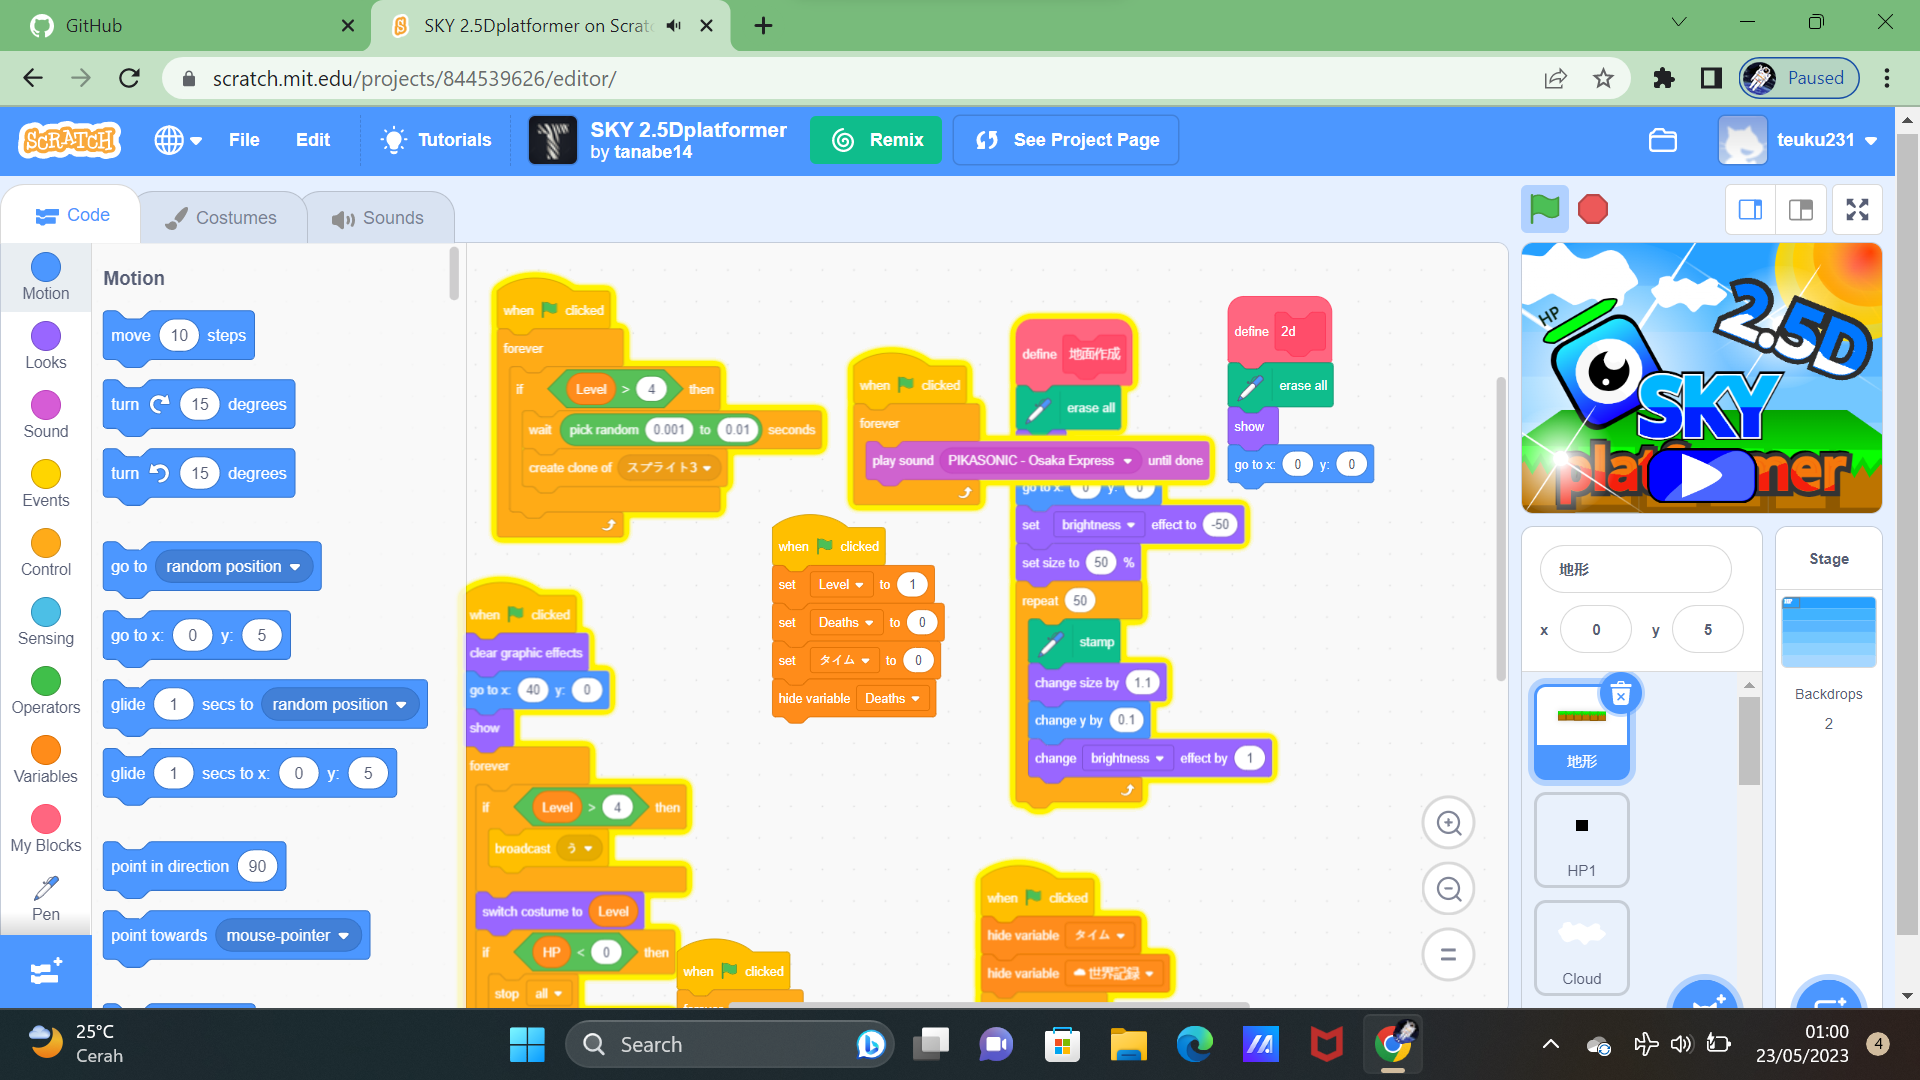 GitHub
SKY 2.5Dplatformer on Scratc
scratch.mit.edu/projects/844539626/editor/
Paused
SCRATCH
File
Edit
Tutorials
SKY 2.5Dplatformer
by tanabe14
Remix
See Project Page
teuku231
Code
Costumes
Sounds
Motion
Looks
Sound
Events
Control
Sensing
Operators
Variables
My Blocks
Pen
Motion
move 10 steps
turn 15 degrees
turn 15 degrees
go to random position
go to x: 0 y: 5
glide 1 secs to random position
glide 1 secs to x: 0 y: 5
point in direction 90
point towards mouse-pointer
when clicked
forever
if Level > 4 then
wait pick random 0.001 to 0.01 seconds
create clone of スプライト3
when clicked
forever
play sound PIKASONIC - Osaka Express until done
define 地面作成
erase all
go to x: 0 y: 0
set brightness effect to -50
set size to 50 %
repeat 50
stamp
change size by 1.1
change y by 0.1
change brightness effect by 1
define 2d
erase all
show
go to x: 0 y: 0
when clicked
set Level to 1
set Deaths to 0
set タイム to 0
hide variable Deaths
when clicked
clear graphic effects
go to x: 40 y: 0
show
forever
if Level > 4 then
broadcast う
switch costume to Level
if HP < 0 then
stop all
when clicked
forever
when clicked
hide variable タイム
hide variable ☁世界記録
HP
2.5D
SKY
platformer
地形
x 0 y 5
地形
HP1
Cloud
Stage
Backdrops
2
25°C
Cerah
Search
01:00
23/05/2023
4